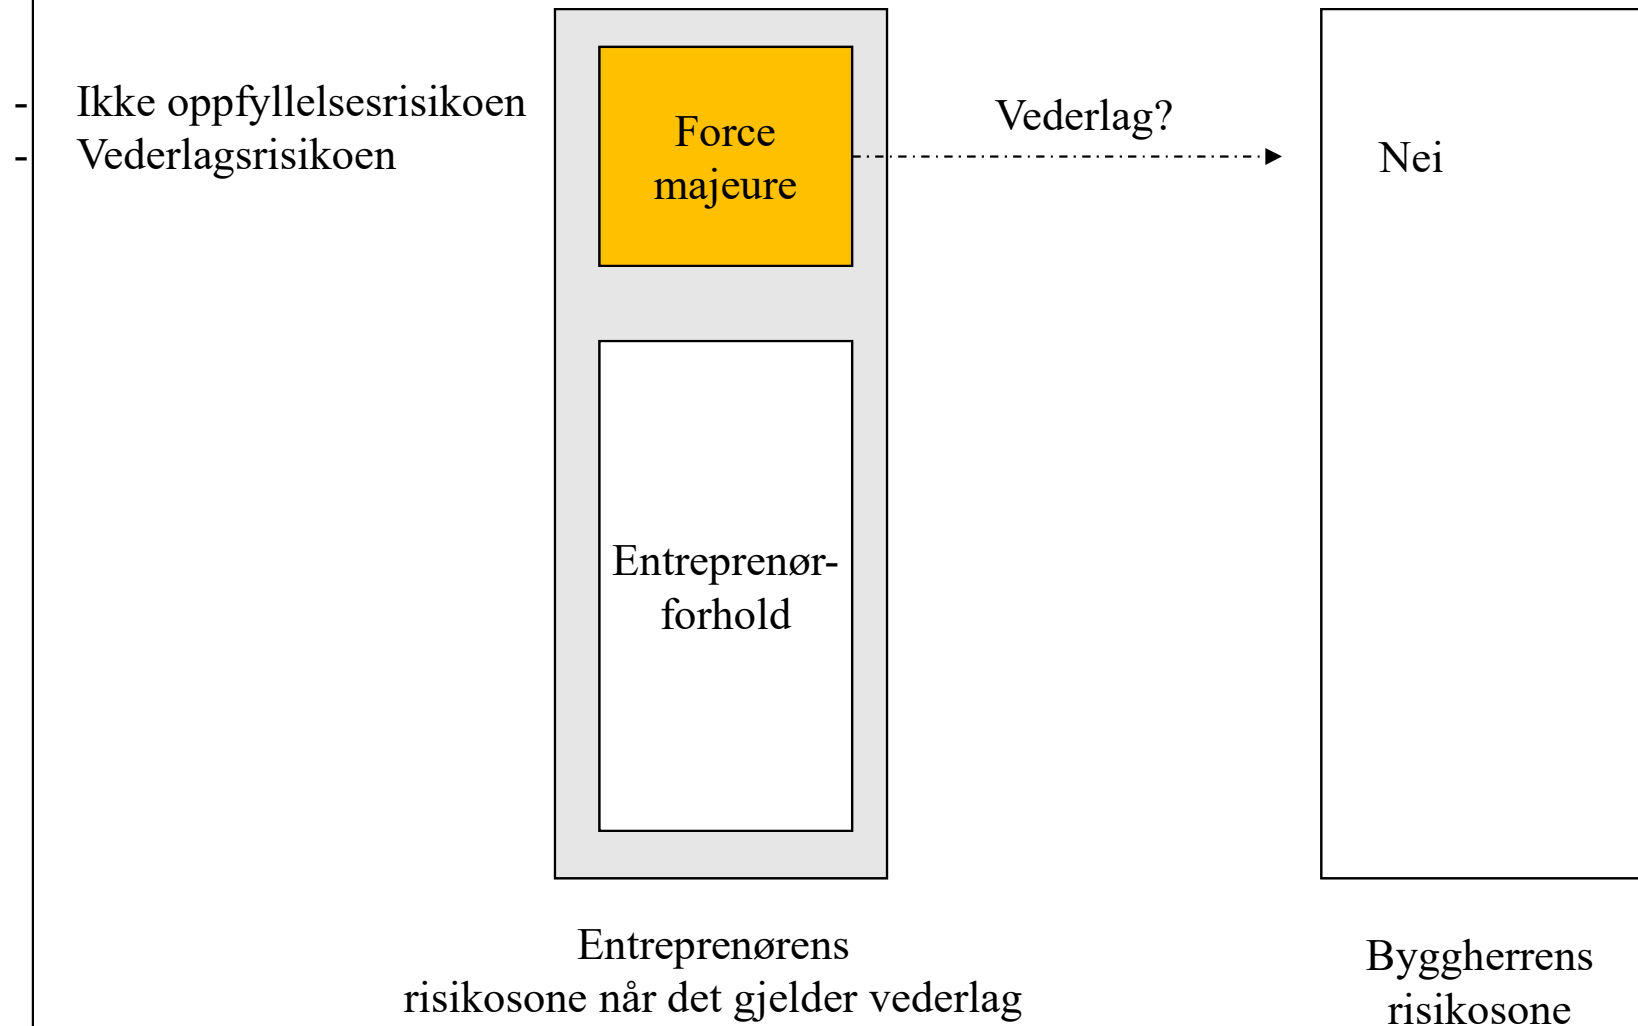 - Ikke oppfyllelsesrisikoen
- Vederlagsrisikoen
Force
majeure
Vederlag?
Nei
Entreprenør-
forhold
Entreprenørens
risikosone når det gjelder vederlag
Byggherrens
risikosone